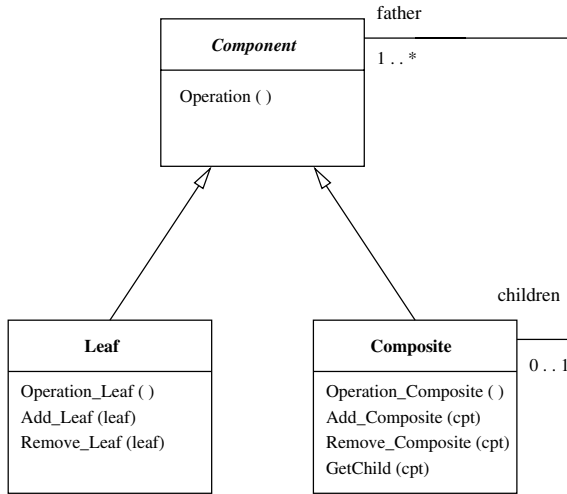 father
Component
1 . . *
Operation ( )
children
Leaf
Composite
0 . . 1
Operation_Leaf ( )
Add_Leaf (leaf)
Remove_Leaf (leaf)
Operation_Composite ( )
Add_Composite (cpt)
Remove_Composite (cpt)
GetChild (cpt)